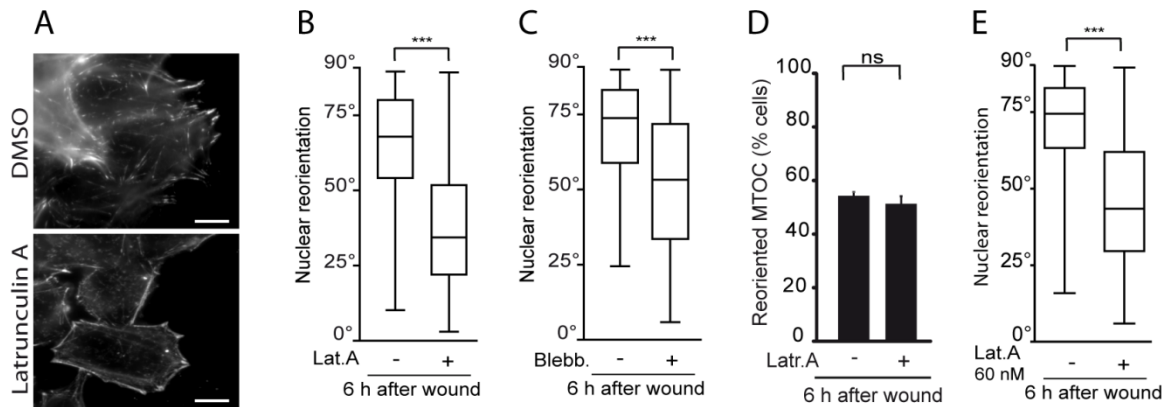 A
DMSO
Latrunculin A
B
***
Nuclear reorientation
90°
75°
50°
25°
0°
Lat.A - +
6 h after wound
C
***
Nuclear reorientation
90°
75°
50°
25°
0°
Blebb. - +
6 h after wound
D
ns
Reoriented MTOC (% cells)
100
80
60
40
20
0
Latr.A - +
6 h after wound
E
***
Nuclear reorientation
90°
75°
50°
25°
0°
Lat.A - +
60 nM
6 h after wound